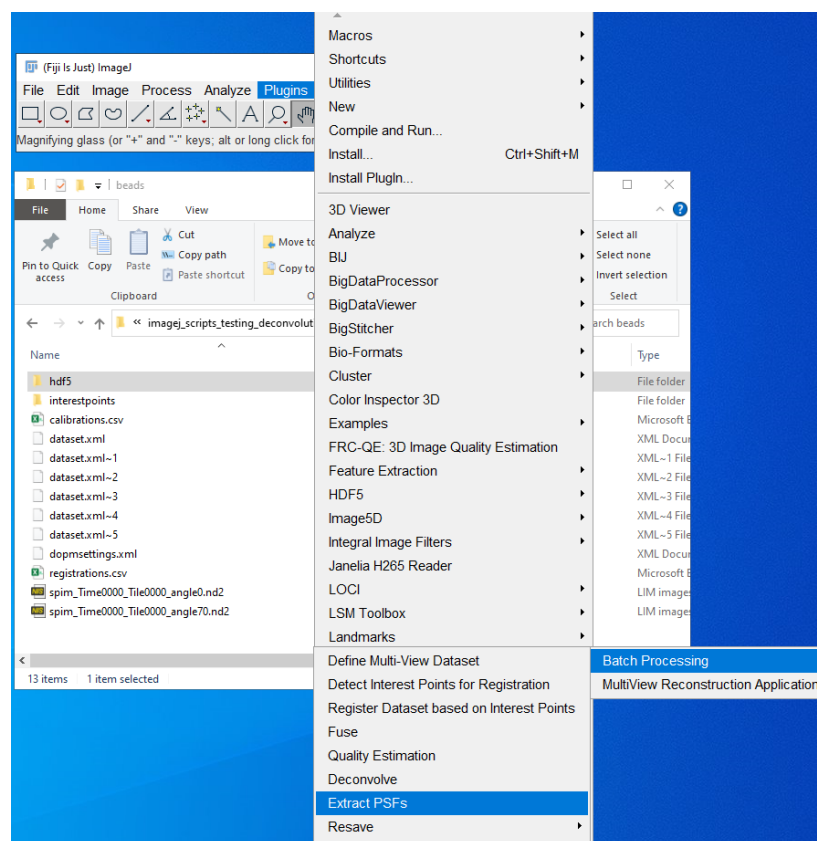 (Fiji Is Just) ImageJ
File Edit Image Process Analyze Plugins
Magnifying glass (or "+" and "-" keys; alt or long click for
beads
File Home Share View
Pin to Quick access
Copy
Paste
Cut
Copy path
Paste shortcut
Move to
Copy to
Clipboard
Select all
Select none
Invert selection
Select
« imagej_scripts_testing_deconvolut
arch beads
Name
Type
hdf5
File folder
interestpoints
File folder
calibrations.csv
Microsoft E
dataset.xml
XML Docur
dataset.xml~1
XML~1 File
dataset.xml~2
XML~2 File
dataset.xml~3
XML~3 File
dataset.xml~4
XML~4 File
dataset.xml~5
XML~5 File
dopmsettings.xml
XML Docur
registrations.csv
Microsoft E
spim_Time0000_Tile0000_angle0.nd2
LIM image
spim_Time0000_Tile0000_angle70.nd2
LIM image
13 items 1 item selected
Macros
Shortcuts
Utilities
New
Compile and Run...
Install... Ctrl+Shift+M
Install PlugIn...
3D Viewer
Analyze
BIJ
BigDataProcessor
BigDataViewer
BigStitcher
Bio-Formats
Cluster
Color Inspector 3D
Examples
FRC-QE: 3D Image Quality Estimation
Feature Extraction
HDF5
Image5D
Integral Image Filters
Janelia H265 Reader
LOCI
LSM Toolbox
Landmarks
Define Multi-View Dataset
Detect Interest Points for Registration
Register Dataset based on Interest Points
Fuse
Quality Estimation
Deconvolve
Extract PSFs
Resave
Batch Processing
MultiView Reconstruction Application